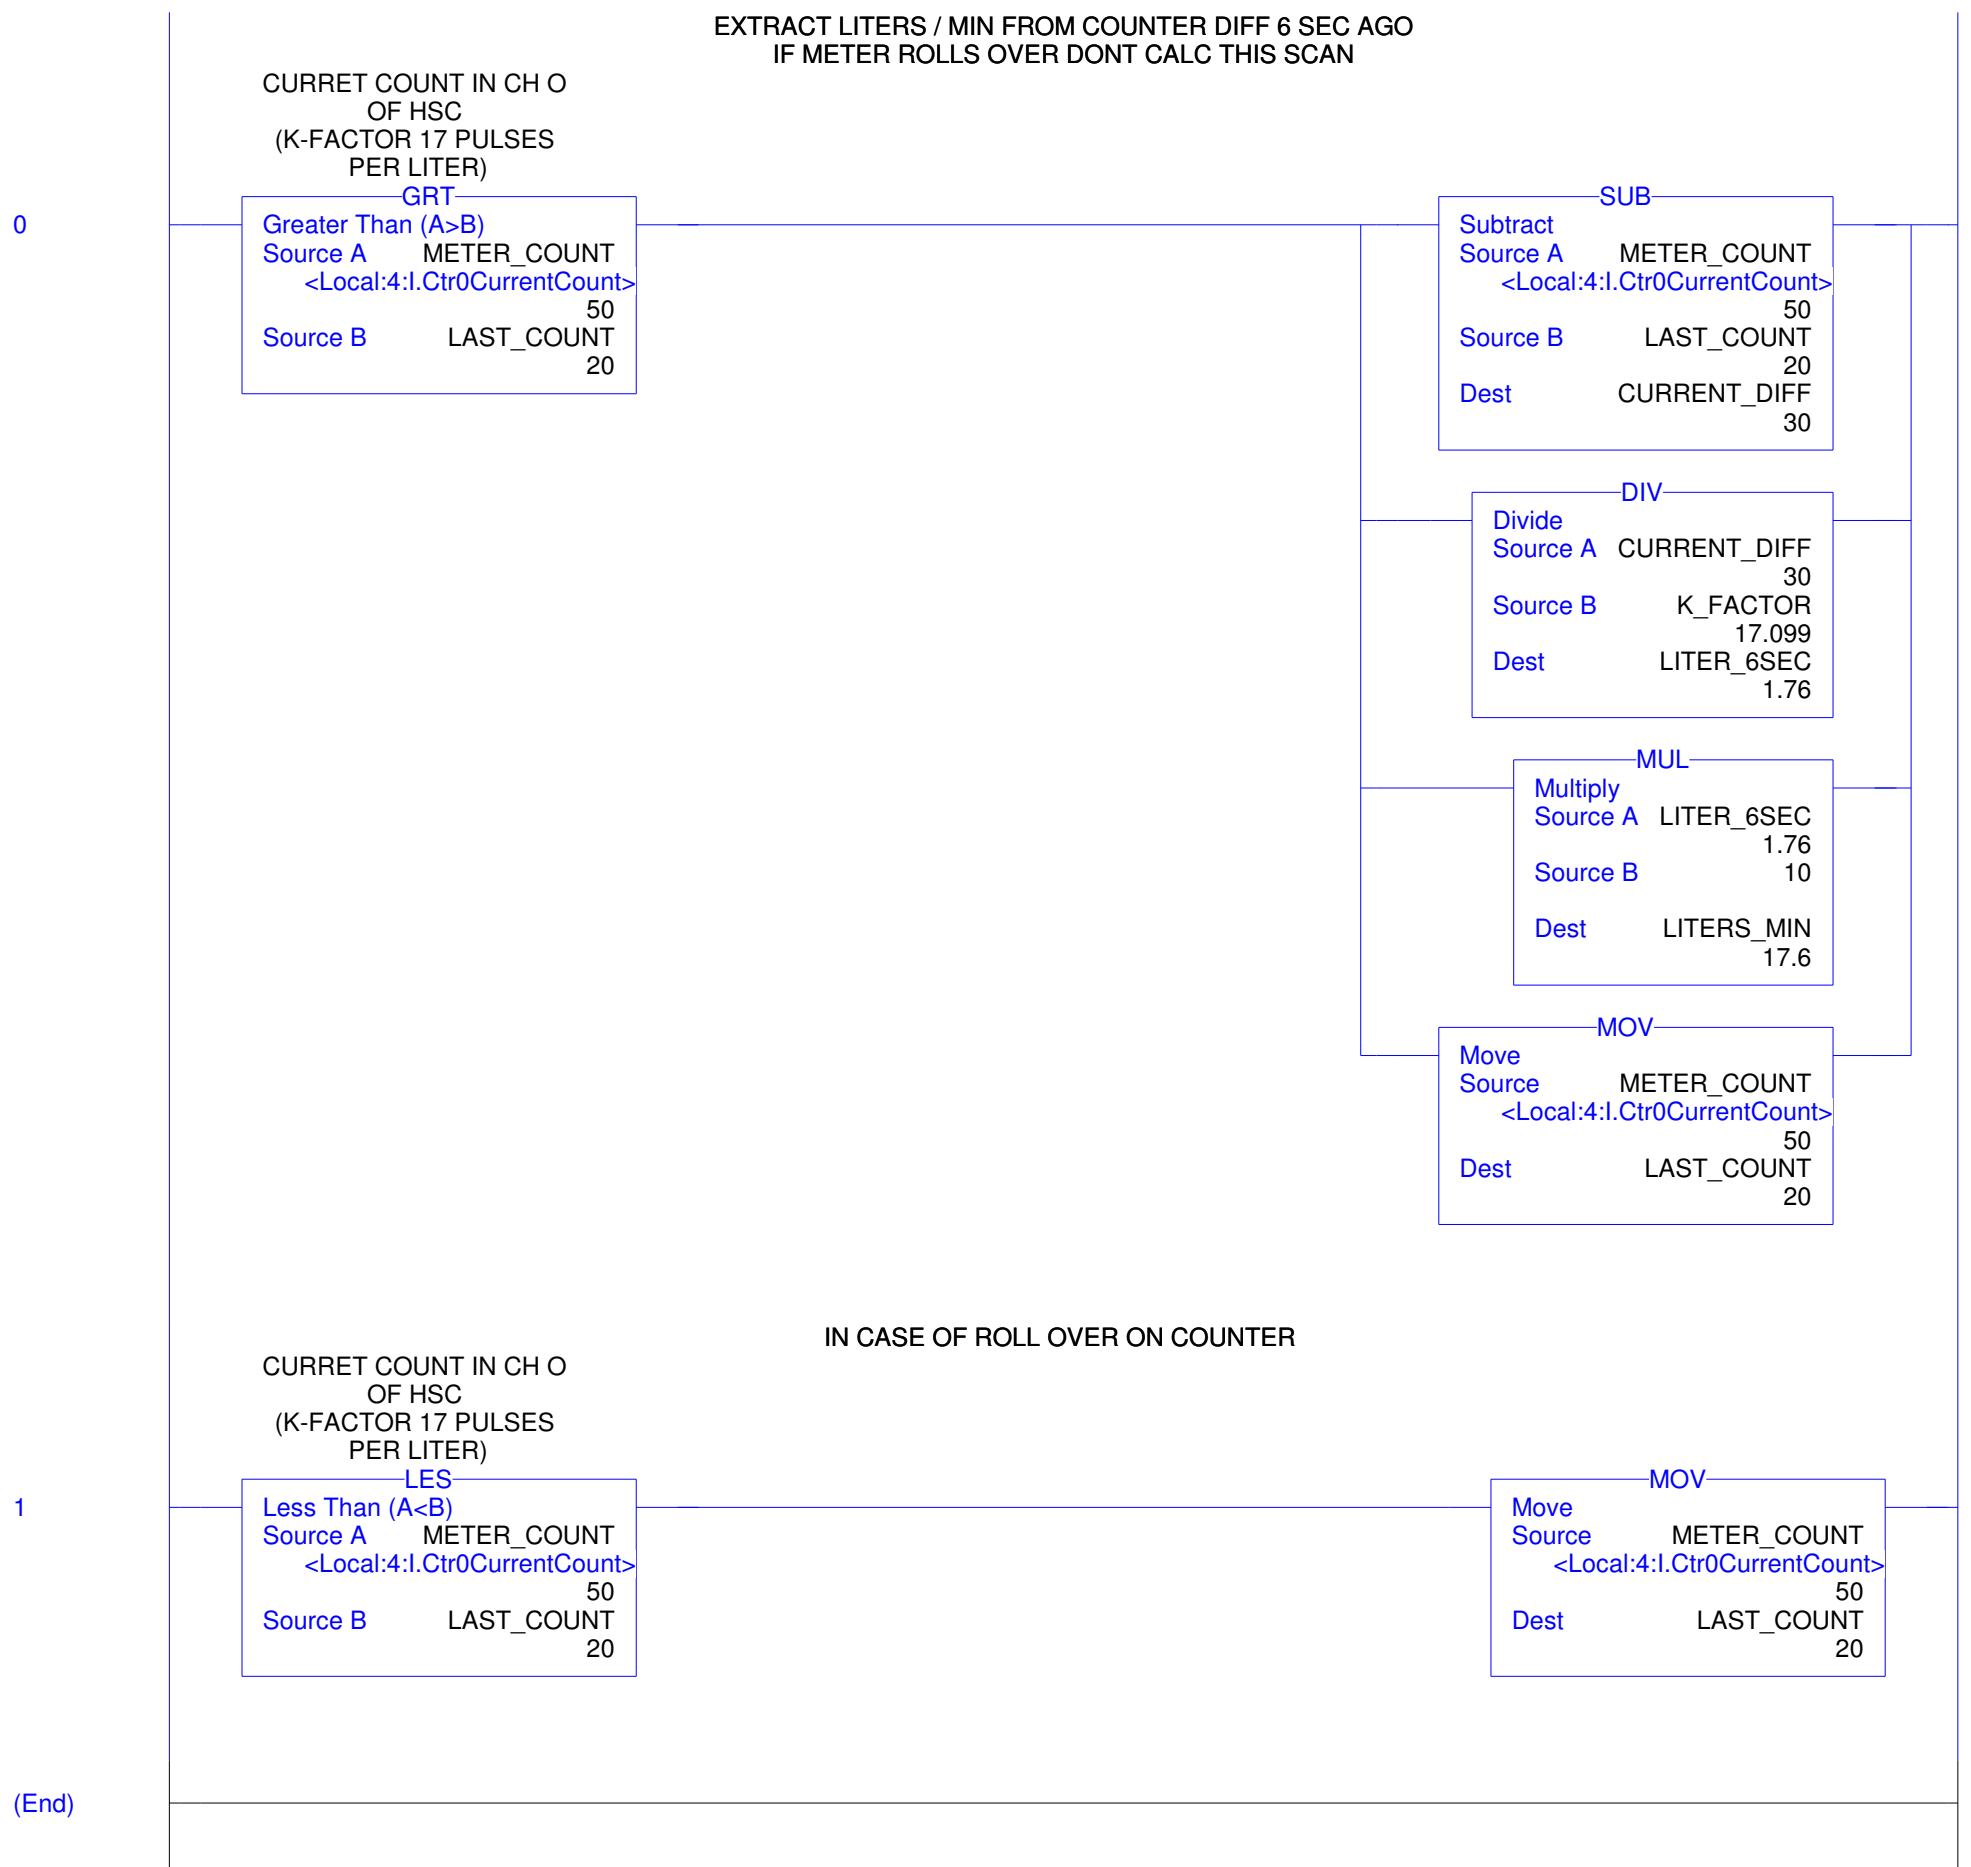 EXTRACT LITERS / MIN FROM COUNTER DIFF 6 SEC AGO
IF METER ROLLS OVER DONT CALC THIS SCAN
CURRET COUNT IN CH O
OF HSC
(K-FACTOR 17 PULSES
PER LITER)
0
GRT
Greater Than (A>B)
Source A METER_COUNT
<Local:4:I.Ctr0CurrentCount>
50
Source B LAST_COUNT
20
SUB
Subtract
Source A METER_COUNT
<Local:4:I.Ctr0CurrentCount>
50
Source B LAST_COUNT
20
Dest CURRENT_DIFF
30
DIV
Divide
Source A CURRENT_DIFF
30
Source B K_FACTOR
17.099
Dest LITER_6SEC
1.76
MUL
Multiply
Source A LITER_6SEC
1.76
Source B 10
Dest LITERS_MIN
17.6
MOV
Move
Source METER_COUNT
<Local:4:I.Ctr0CurrentCount>
50
Dest LAST_COUNT
20
IN CASE OF ROLL OVER ON COUNTER
CURRET COUNT IN CH O
OF HSC
(K-FACTOR 17 PULSES
PER LITER)
1
LES
Less Than (A<B)
Source A METER_COUNT
<Local:4:I.Ctr0CurrentCount>
50
Source B LAST_COUNT
20
MOV
Move
Source METER_COUNT
<Local:4:I.Ctr0CurrentCount>
50
Dest LAST_COUNT
20
(End)